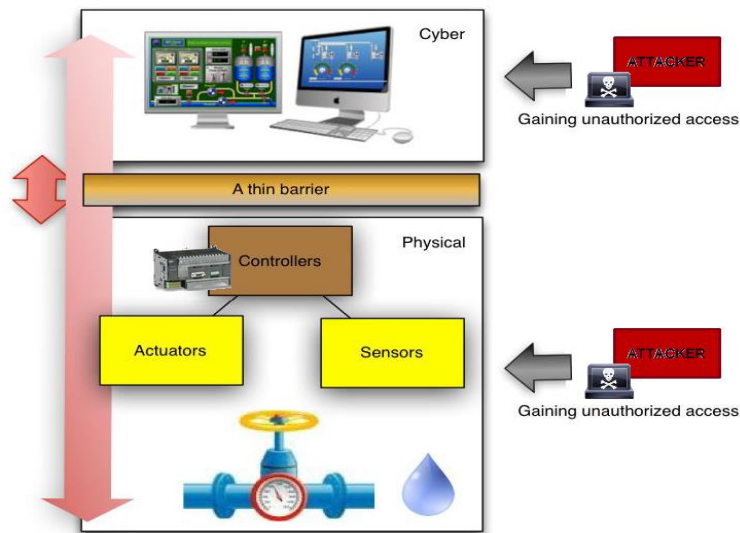 Cyber
ATTACKER
Gaining unauthorized access
A thin barrier
Physical
Controllers
Actuators
Sensors
ATTACKER
Gaining unauthorized access